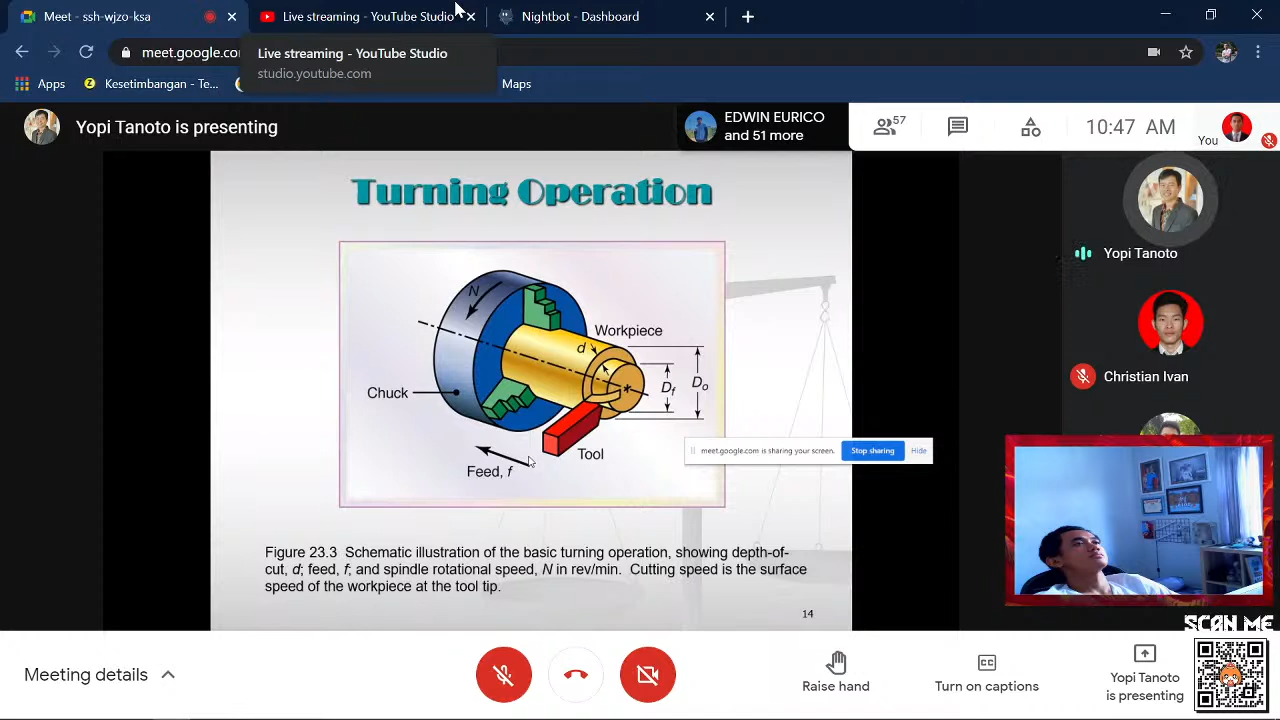 Meet - ssh-wjzo-ksa
Live streaming - YouTube Studio
Nightbot - Dashboard
meet.google.co
Live streaming - YouTube Studio
studio.youtube.com
Apps
Kesetimbangan - Te...
Maps
Yopi Tanoto is presenting
EDWIN EURICO
and 51 more
57
10:47 AM
You
Turning Operation
N
Workpiece
d
Chuck
Df
Do
Tool
Feed, f
Yopi Tanoto
Christian Ivan
meet.google.com is sharing your screen.
Stop sharing
Hide
Figure 23.3 Schematic illustration of the basic turning operation, showing depth-of-
cut, d; feed, f; and spindle rotational speed, N in rev/min. Cutting speed is the surface
speed of the workpiece at the tool tip.
14
SCAN ME
Meeting details
Raise hand
CC
Turn on captions
Yopi Tanoto
is presenting